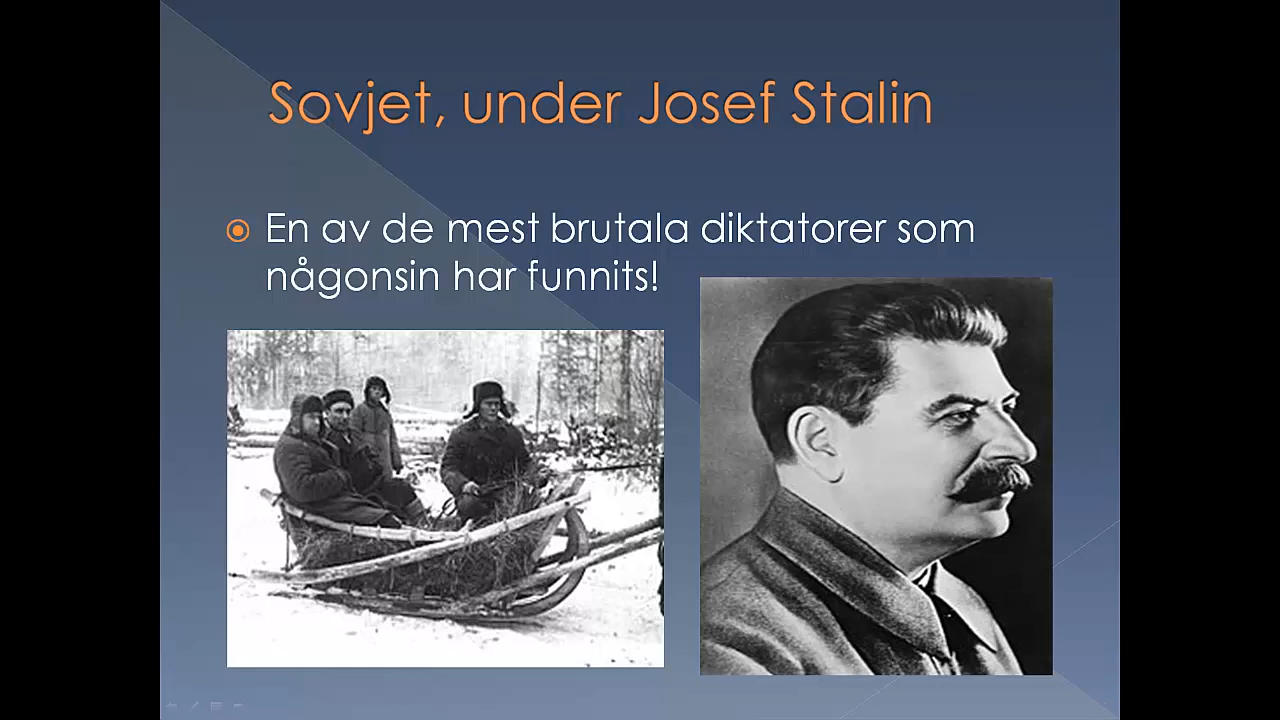 Sovjet, under Josef Stalin
En av de mest brutala diktatorer som
någonsin har funnits!